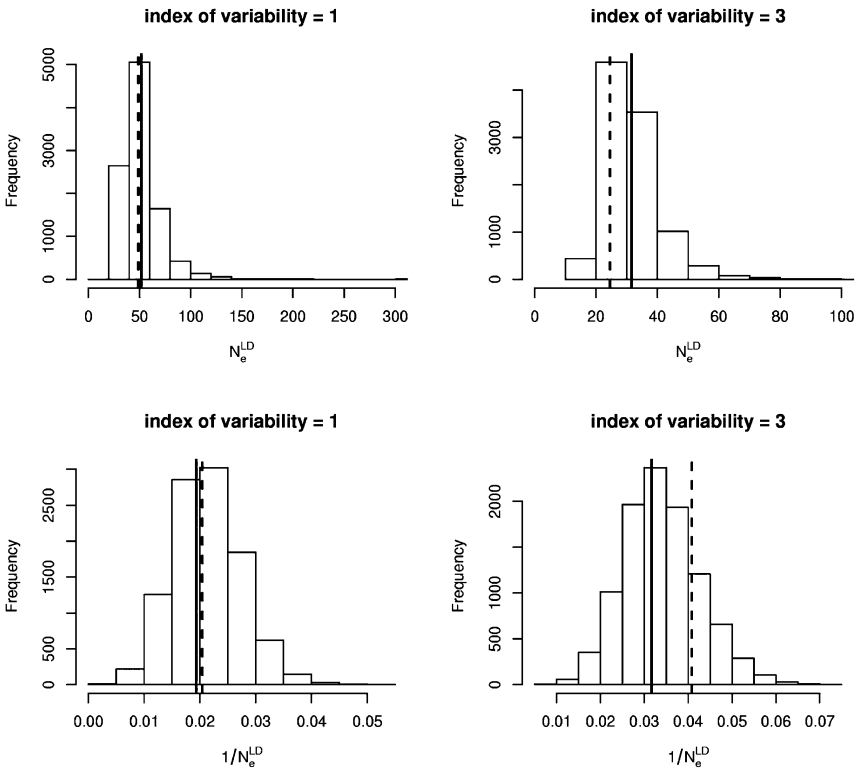 index of variability = 1
Frequency
0 1000 3000 5000
0 50 100 150 200 250 300
N_e^LD
index of variability = 3
Frequency
0 1000 3000
0 20 40 60 80 100
N_e^LD
index of variability = 1
Frequency
0 500 1500 2500
0.00 0.01 0.02 0.03 0.04 0.05
1/N_e^LD
index of variability = 3
Frequency
0 500 1000 2000
0.01 0.02 0.03 0.04 0.05 0.06 0.07
1/N_e^LD